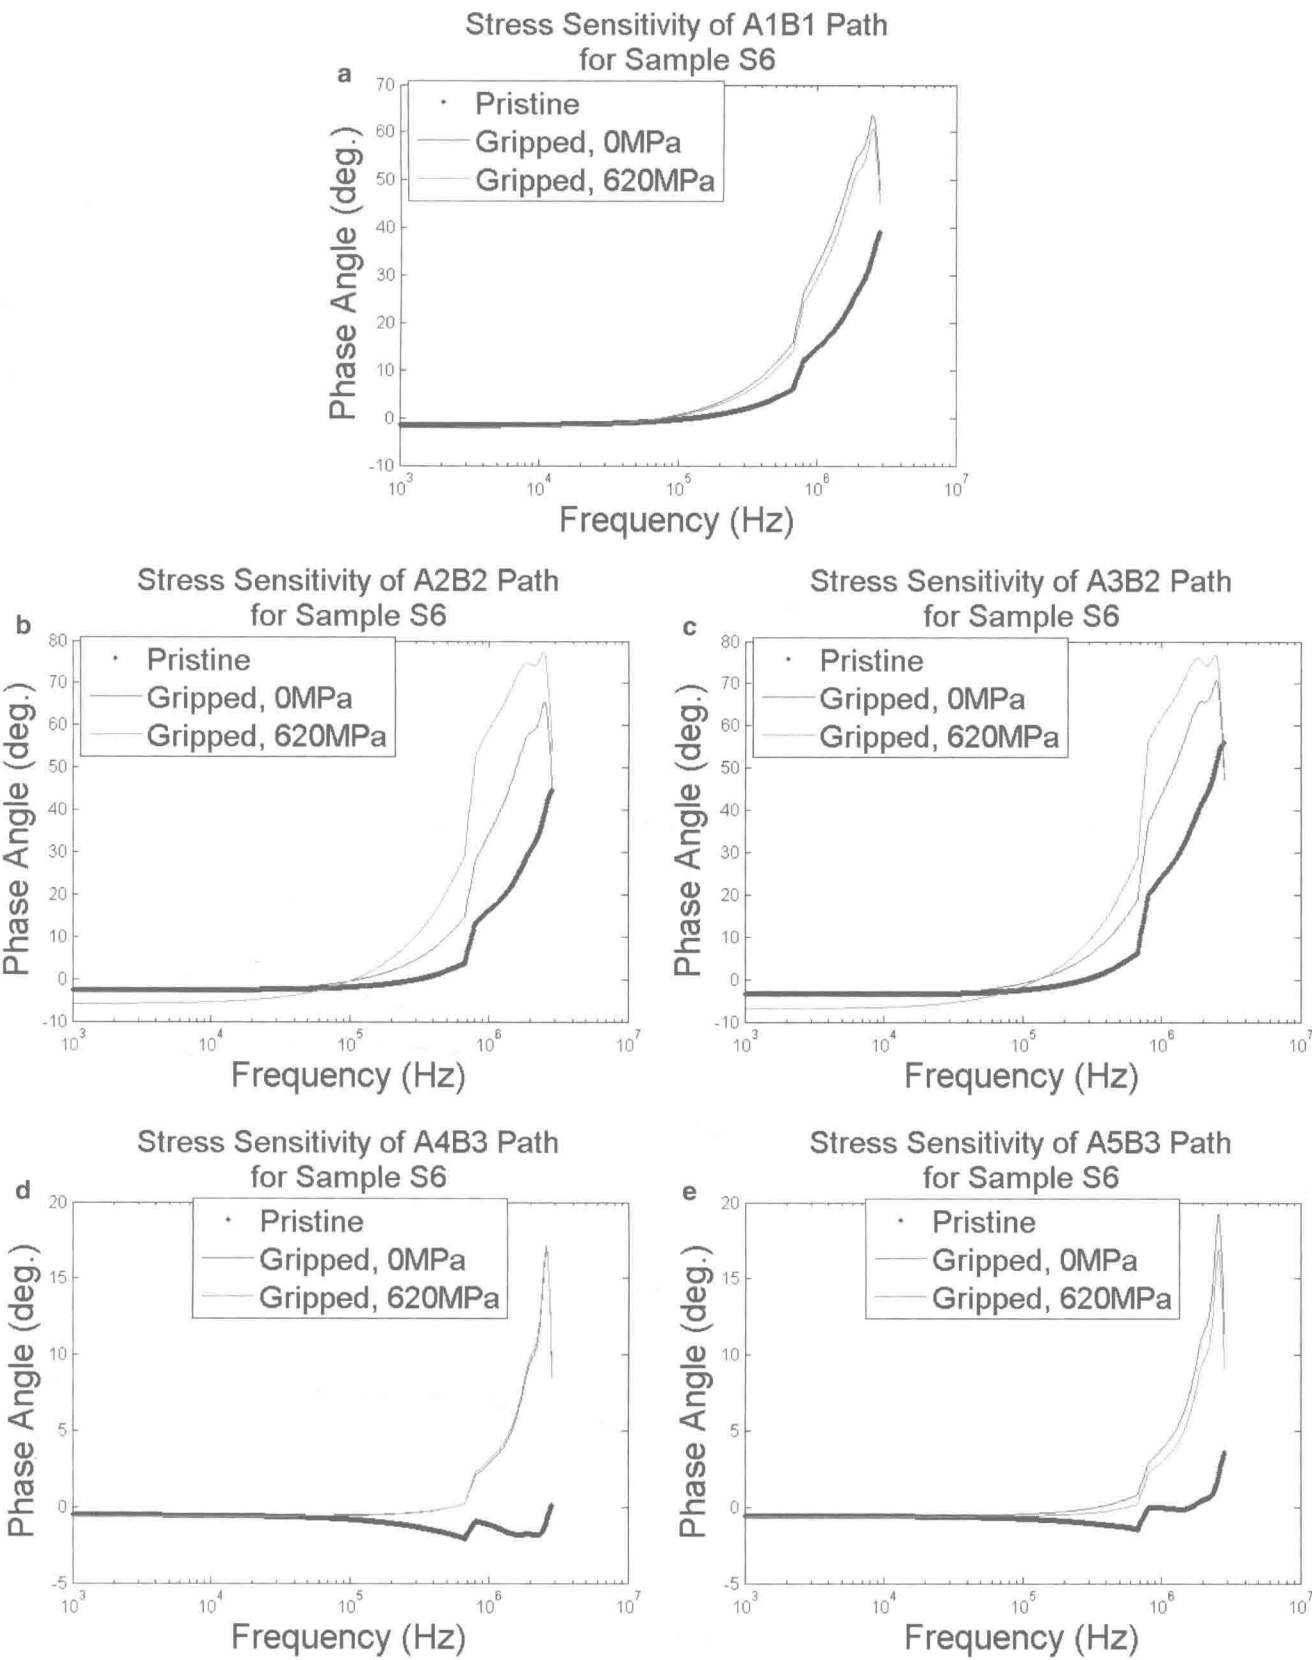 Stress Sensitivity of A1B1 Path
for Sample S6
a
70
60
50
40
30
20
10
0
-10
Phase Angle (deg.)
Pristine
Gripped, 0MPa
Gripped, 620MPa
10^3 10^4 10^5 10^6 10^7
Frequency (Hz)
Stress Sensitivity of A2B2 Path
for Sample S6
b
80
70
60
50
40
30
20
10
0
-10
Phase Angle (deg.)
Pristine
Gripped, 0MPa
Gripped, 620MPa
10^3 10^4 10^5 10^6 10^7
Frequency (Hz)
Stress Sensitivity of A3B2 Path
for Sample S6
c
80
70
60
50
40
30
20
10
0
-10
Phase Angle (deg.)
Pristine
Gripped, 0MPa
Gripped, 620MPa
10^3 10^4 10^5 10^6 10^7
Frequency (Hz)
Stress Sensitivity of A4B3 Path
for Sample S6
d
20
15
10
5
0
-5
Phase Angle (deg.)
Pristine
Gripped, 0MPa
Gripped, 620MPa
10^3 10^4 10^5 10^6 10^7
Frequency (Hz)
Stress Sensitivity of A5B3 Path
for Sample S6
e
20
15
10
5
0
-5
Phase Angle (deg.)
Pristine
Gripped, 0MPa
Gripped, 620MPa
10^3 10^4 10^5 10^6 10^7
Frequency (Hz)